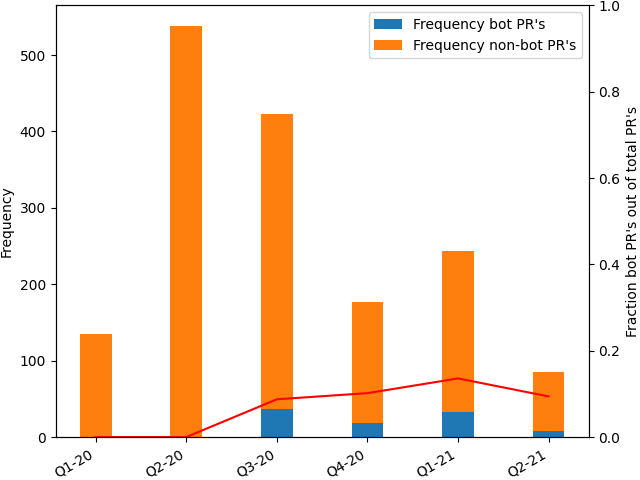 Frequency bot PR's
Frequency non-bot PR's
Frequency
500
400
300
200
100
0
1.0
0.8
0.6
0.4
0.2
0.0
Fraction bot PR's out of total PR's
Q1-20
Q2-20
Q3-20
Q4-20
Q1-21
Q2-21